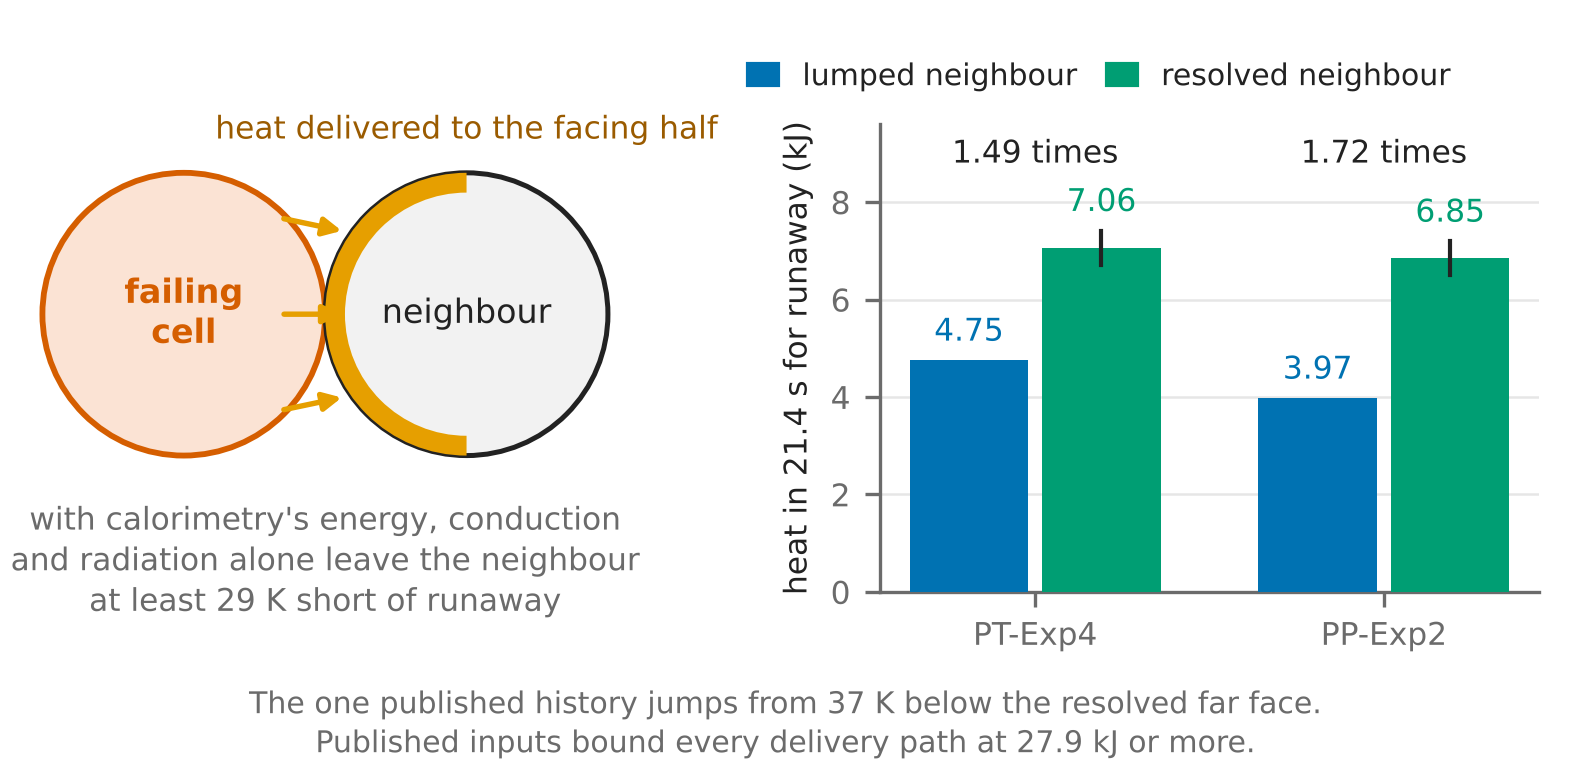 lumped neighbour
resolved neighbour
heat delivered to the facing half
failing
cell
neighbour
with calorimetry's energy, conduction
and radiation alone leave the neighbour
at least 29 K short of runaway
heat in 21.4 s for runaway (kJ)
8
6
4
2
0
1.49 times
1.72 times
4.75
7.06
3.97
6.85
PT-Exp4
PP-Exp2
The one published history jumps from 37 K below the resolved far face.
Published inputs bound every delivery path at 27.9 kJ or more.